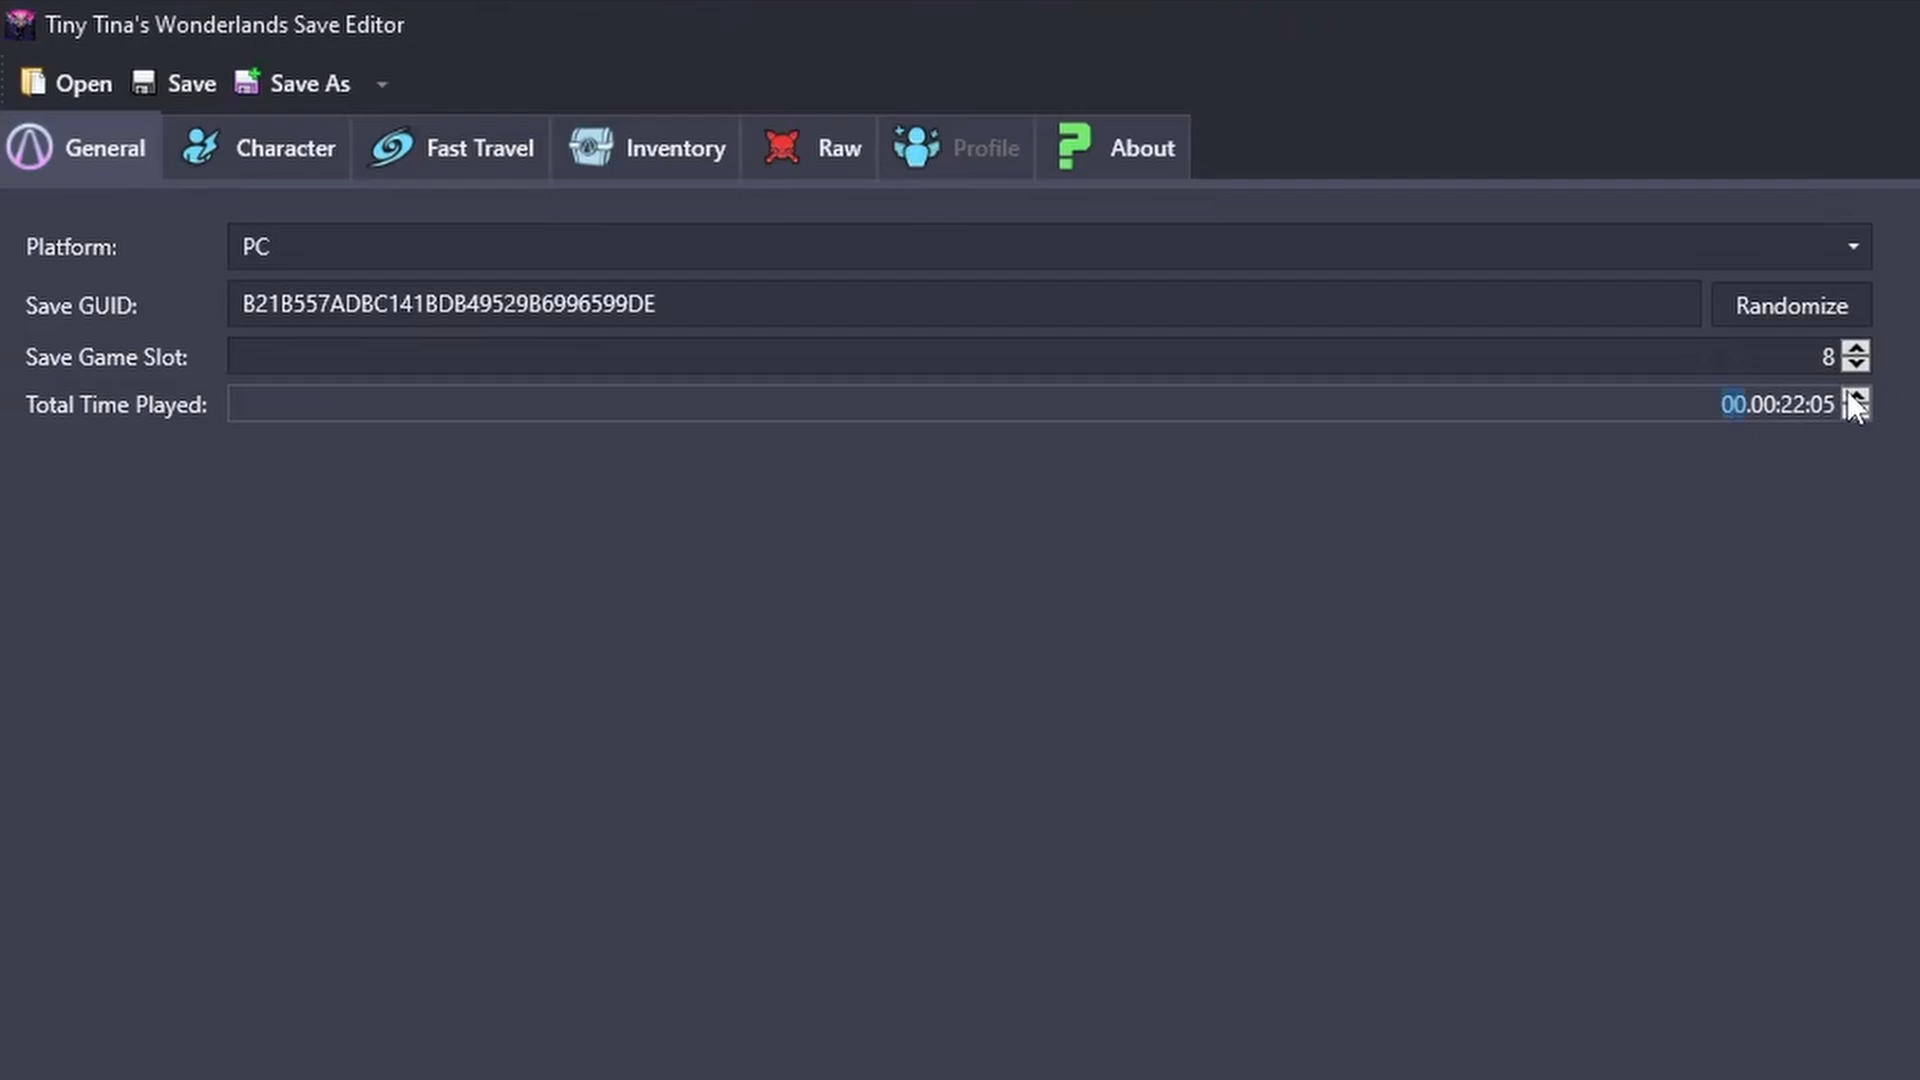 Tiny Tina's Wonderlands Save Editor
Open Save Save As
General Character Fast Travel Inventory Raw Profile About
Platform: PC
Save GUID: B21B557ADBC141BDB49529B6996599DE Randomize
Save Game Slot: 8
Total Time Played: 00.00:22:05